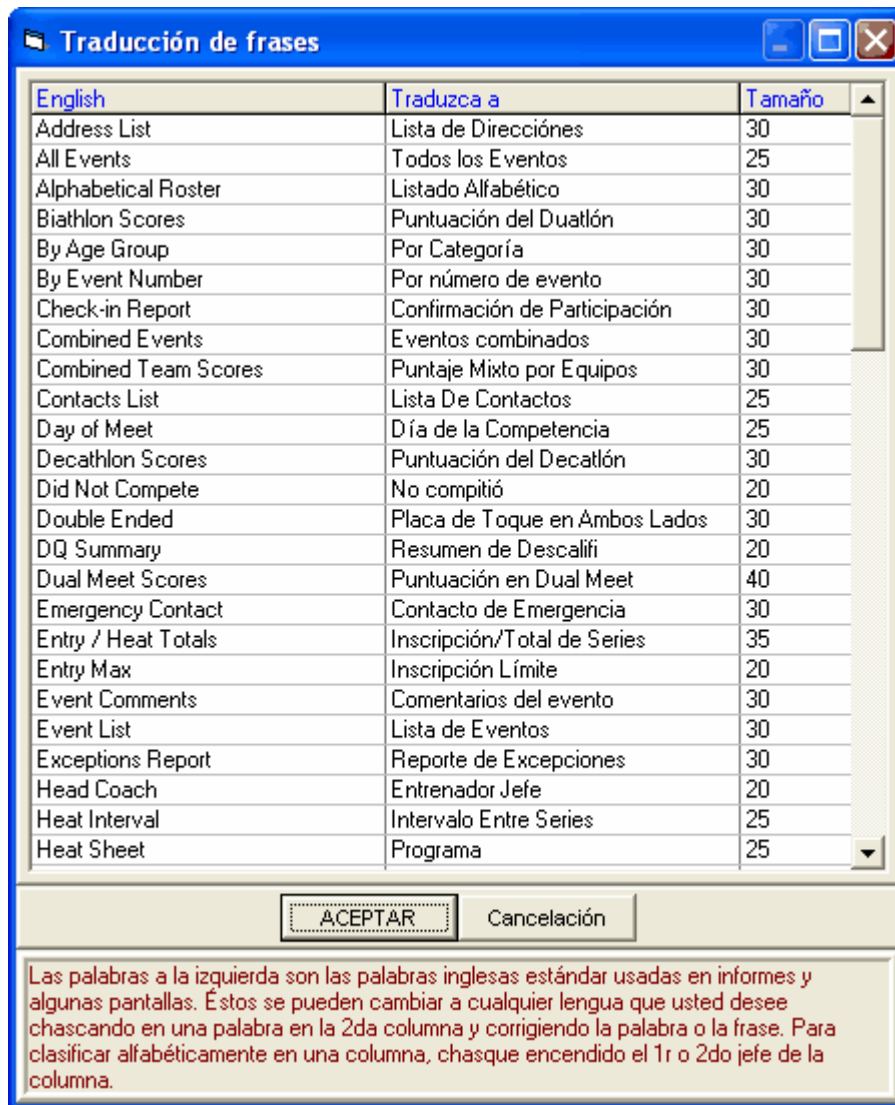 Traducción de frases
English Traduzca a Tamaño
Address List Lista de Direcciónes 30
All Events Todos los Eventos 25
Alphabetical Roster Listado Alfabético 30
Biathlon Scores Puntuación del Duatlón 30
By Age Group Por Categoría 30
By Event Number Por número de evento 30
Check-in Report Confirmación de Participación 30
Combined Events Eventos combinados 30
Combined Team Scores Puntaje Mixto por Equipos 30
Contacts List Lista De Contactos 25
Day of Meet Día de la Competencia 25
Decathlon Scores Puntuación del Decatlón 30
Did Not Compete No compitió 20
Double Ended Placa de Toque en Ambos Lados 30
DQ Summary Resumen de Descalifi 20
Dual Meet Scores Puntuación en Dual Meet 40
Emergency Contact Contacto de Emergencia 30
Entry / Heat Totals Inscripción/Total de Series 35
Entry Max Inscripción Límite 20
Event Comments Comentarios del evento 30
Event List Lista de Eventos 30
Exceptions Report Reporte de Excepciones 30
Head Coach Entrenador Jefe 20
Heat Interval Intervalo Entre Series 25
Heat Sheet Programa 25
ACEPTAR Cancelación
Las palabras a la izquierda son las palabras inglesas estándar usadas en informes y
algunas pantallas. Éstos se pueden cambiar a cualquier lengua que usted desee
chascando en una palabra en la 2da columna y corrigiendo la palabra o la frase. Para
clasificar alfabéticamente en una columna, chasque encendido el 1r o 2do jefe de la
columna.